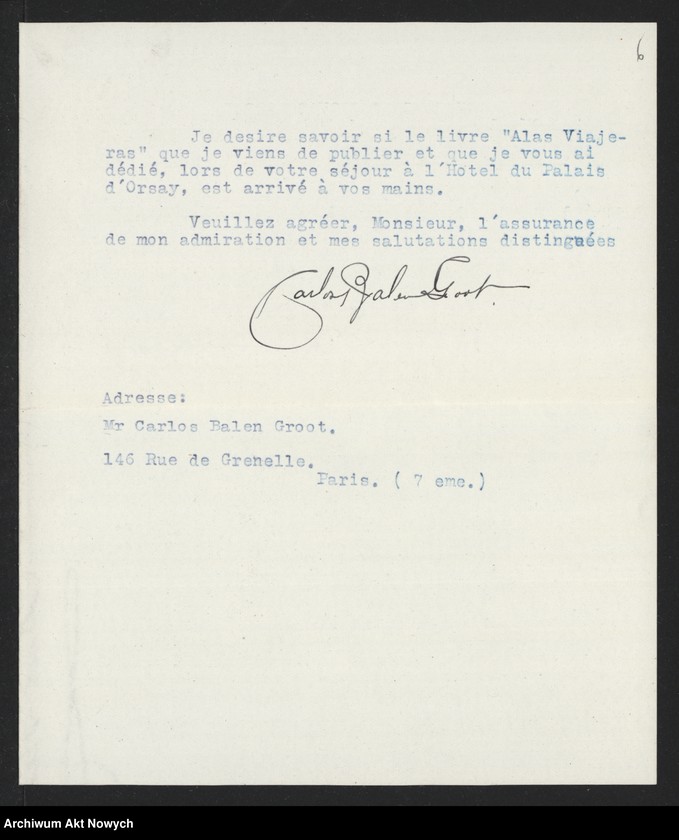 6
Je desire savoir si le livre "Alas Viaje-
ras" que je viens de publier et que je vous ai
dédié, lors de votre séjour à l'Hotel du Palais
d'Orsay, est arrivé à vos mains.
Veuillez agréer, Monsieur, l'assurance
de mon admiration et mes salutations distinguées
Carlos Balen Groot.
Adresse:
Mr Carlos Balen Groot.
146 Rue de Grenelle.
Paris. ( 7 eme.)
Archiwum Akt Nowych